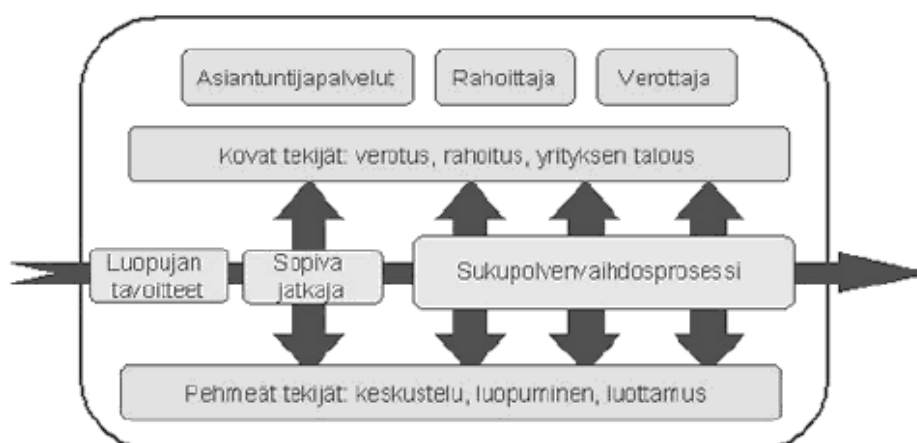 Asiantuntijapalvelut
Rahoittaja
Verottaja
Kovat tekijät: verotus, rahoitus, yrityksen talous
Luopujan
tavoitteet
Sopiva
jatkaja
Sukupolvenvaihdosprosessi
Pehmeät tekijät: keskustelu, luopuminen, luottamus